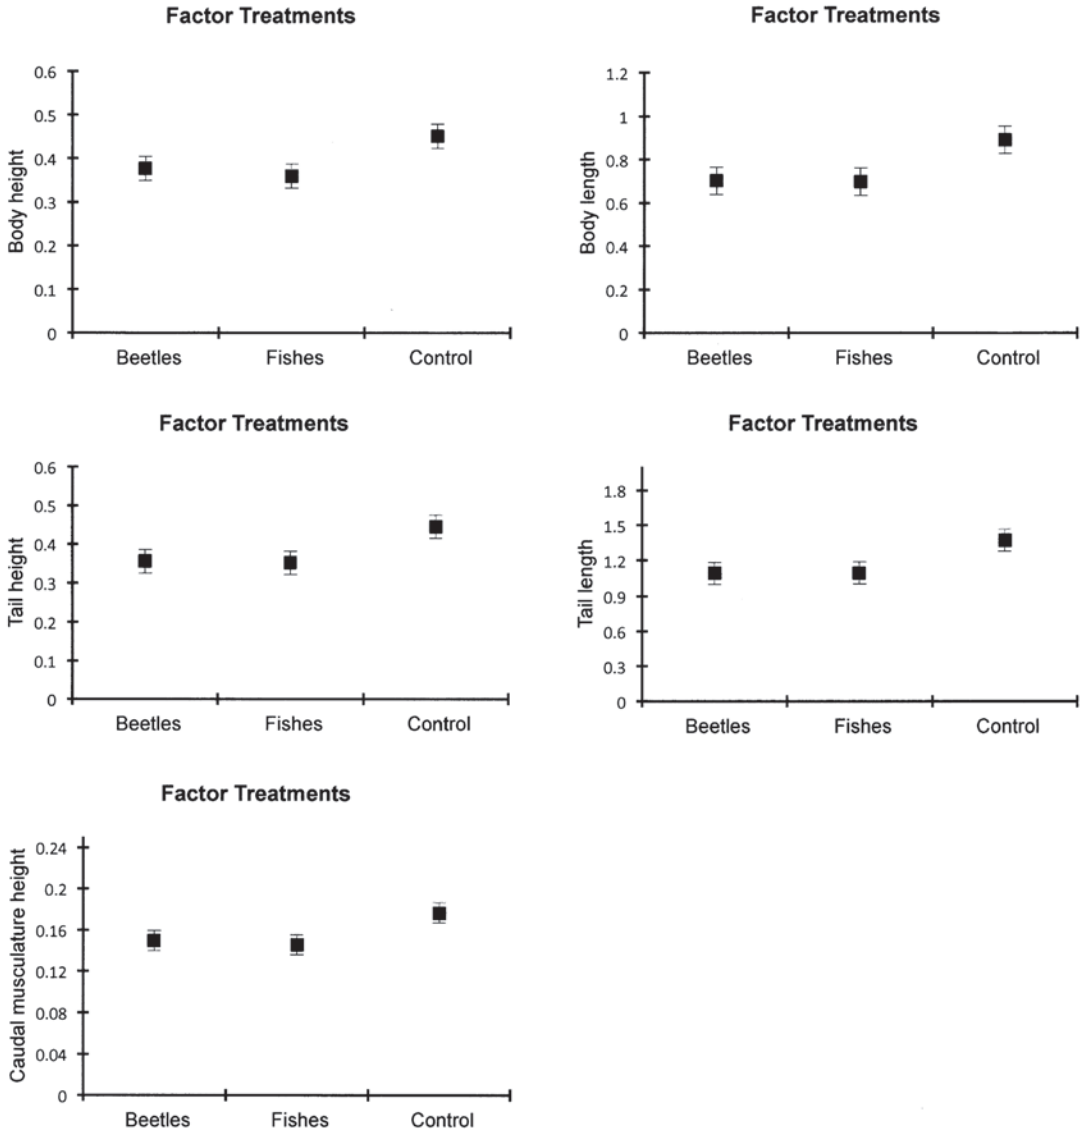 Factor Treatments
Body height
0.6
0.5
0.4
0.3
0.2
0.1
0
Beetles Fishes Control
Factor Treatments
Body length
1.2
1
0.8
0.6
0.4
0.2
0
Beetles Fishes Control
Factor Treatments
Tail height
0.6
0.5
0.4
0.3
0.2
0.1
0
Beetles Fishes Control
Factor Treatments
Tail length
1.8
1.5
1.2
0.9
0.6
0.3
0
Beetles Fishes Control
Factor Treatments
Caudal musculature height
0.24
0.2
0.16
0.12
0.08
0.04
0
Beetles Fishes Control